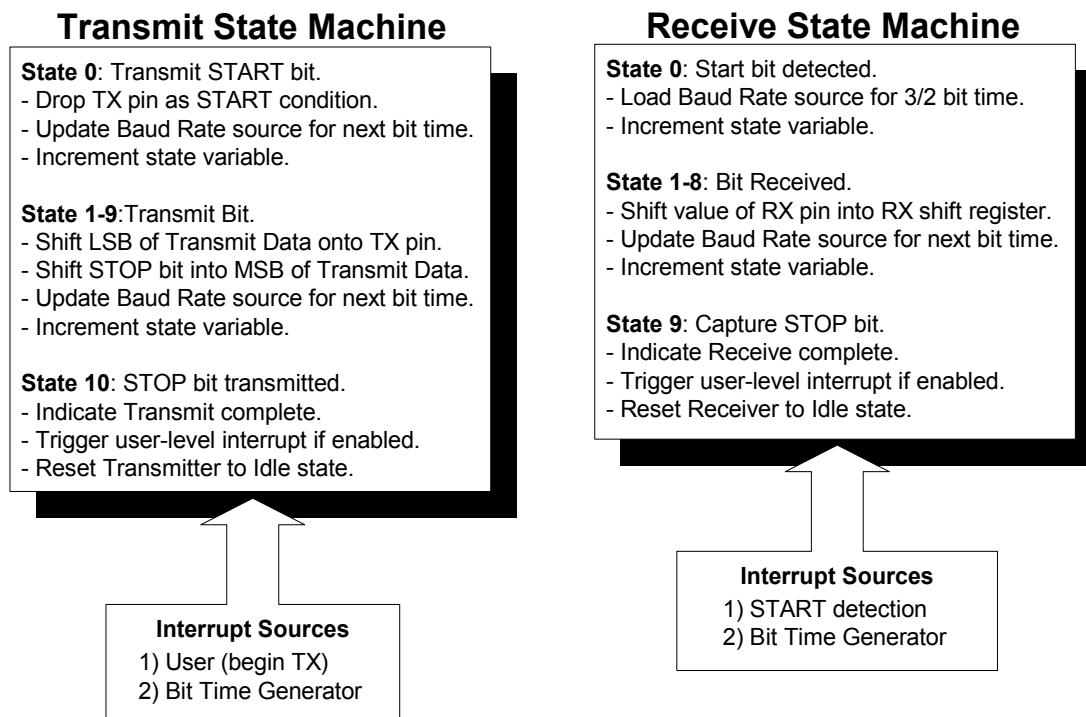 Transmit State Machine
State 0: Transmit START bit.
- Drop TX pin as START condition.
- Update Baud Rate source for next bit time.
- Increment state variable.
State 1-9:Transmit Bit.
- Shift LSB of Transmit Data onto TX pin.
- Shift STOP bit into MSB of Transmit Data.
- Update Baud Rate source for next bit time.
- Increment state variable.
State 10: STOP bit transmitted.
- Indicate Transmit complete.
- Trigger user-level interrupt if enabled.
- Reset Transmitter to Idle state.
Interrupt Sources
1) User (begin TX)
2) Bit Time Generator
Receive State Machine
State 0: Start bit detected.
- Load Baud Rate source for 3/2 bit time.
- Increment state variable.
State 1-8: Bit Received.
- Shift value of RX pin into RX shift register.
- Update Baud Rate source for next bit time.
- Increment state variable.
State 9: Capture STOP bit.
- Indicate Receive complete.
- Trigger user-level interrupt if enabled.
- Reset Receiver to Idle state.
Interrupt Sources
1) START detection
2) Bit Time Generator